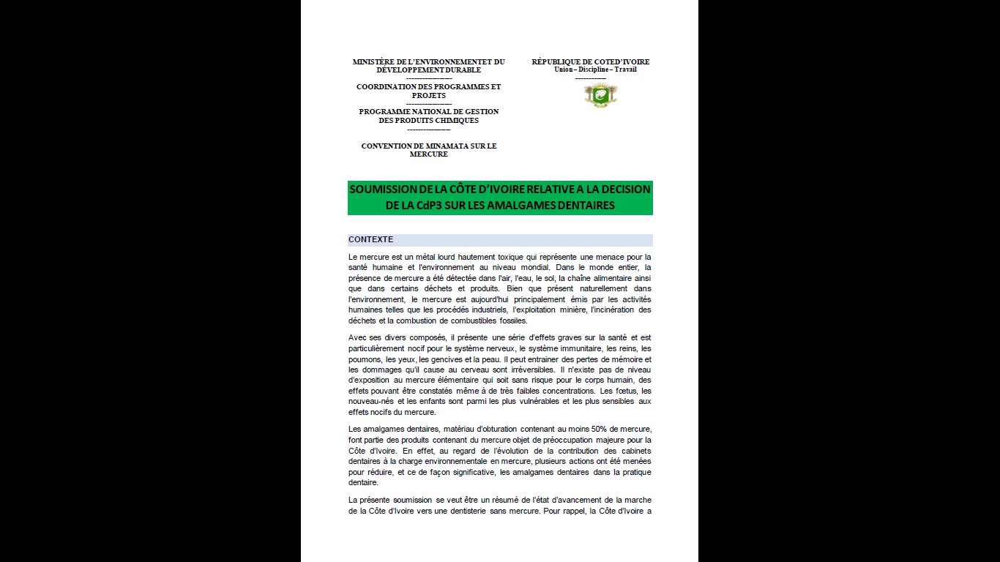 MINISTÈRE DE L'ENVIRONNEMENTET DU
DÉVELOPPEMENT DURABLE
-------------------
COORDINATION DES PROGRAMMES ET
PROJETS
-------------------
PROGRAMME NATIONAL DE GESTION
DES PRODUITS CHIMIQUES
------------------
CONVENTION DE MINAMATA SUR LE
MERCURE
RÉPUBLIQUE DE COTED'IVOIRE
Union – Discipline – Travail
-------------
SOUMISSION DE LA CÔTE D'IVOIRE RELATIVE A LA DECISION
DE LA CdP3 SUR LES AMALGAMES DENTAIRES
CONTEXTE
Le mercure est un métal lourd hautement toxique qui représente une menace pour la
santé humaine et l'environnement au niveau mondial. Dans le monde entier, la
présence de mercure a été détectée dans l'air, l'eau, le sol, la chaîne alimentaire ainsi
que dans certains déchets et produits. Bien que présent naturellement dans
l'environnement, le mercure est aujourd'hui principalement émis par les activités
humaines telles que les procédés industriels, l'exploitation minière, l'incinération des
déchets et la combustion de combustibles fossiles.
Avec ses divers composés, il présente une série d'effets graves sur la santé et est
particulièrement nocif pour le système nerveux, le système immunitaire, les reins, les
poumons, les yeux, les gencives et la peau. Il peut entrainer des pertes de mémoire et
les dommages qu'il cause au cerveau sont irréversibles. Il n'existe pas de niveau
d'exposition au mercure élémentaire qui soit sans risque pour le corps humain, des
effets pouvant être constatés même à de très faibles concentrations. Les fœtus, les
nouveau-nés et les enfants sont parmi les plus vulnérables et les plus sensibles aux
effets nocifs du mercure.
Les amalgames dentaires, matériau d'obturation contenant au moins 50% de mercure,
font partie des produits contenant du mercure objet de préoccupation majeure pour la
Côte d'Ivoire. En effet, au regard de l'évolution de la contribution des cabinets
dentaires à la charge environnementale en mercure, plusieurs actions ont été menées
pour réduire, et ce de façon significative, les amalgames dentaires dans la pratique
dentaire.
La présente soumission se veut être un résumé de l'état d'avancement de la marche
de la Côte d'Ivoire vers une dentisterie sans mercure. Pour rappel, la Côte d'Ivoire a